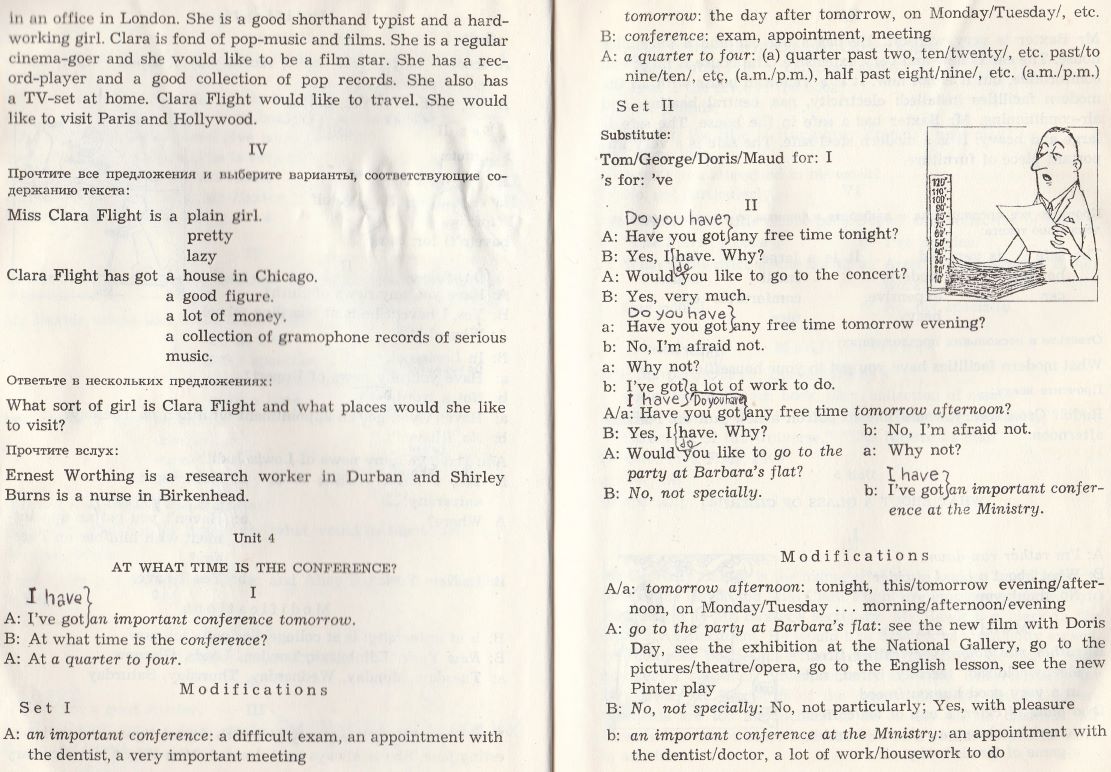 in an office in London. She is a good shorthand typist and a hard-
working girl. Clara is fond of pop-music and films. She is a regular
cinema-goer and she would like to be a film star. She has a rec-
ord-player and a good collection of pop records. She also has
a TV-set at home. Clara Flight would like to travel. She would
like to visit Paris and Hollywood.
IV
Прочтите все предложения и выберите варианты, соответствующие со-
держанию текста:
Miss Clara Flight is a plain girl.
pretty
lazy
Clara Flight has got a house in Chicago.
a good figure.
a lot of money.
a collection of gramophone records of serious
music.
Ответьте в нескольких предложениях:
What sort of girl is Clara Flight and what places would she like
to visit?
Прочтите вслух:
Ernest Worthing is a research worker in Durban and Shirley
Burns is a nurse in Birkenhead.
Unit 4
AT WHAT TIME IS THE CONFERENCE?
I
I have}
A: I've got an important conference tomorrow.
B: At what time is the conference?
A: At a quarter to four.
Modifications
Set I
A: an important conference: a difficult exam, an appointment with
the dentist, a very important meeting
tomorrow: the day after tomorrow, on Monday/Tuesday/, etc.
B: conference: exam, appointment, meeting
A: a quarter to four: (a) quarter past two, ten/twenty/, etc. past/to
nine/ten/, etc, (a.m./p.m.), half past eight/nine/, etc. (a.m./p.m.)
Set II
Substitute:
Tom/George/Doris/Maud for: I
's for: 've
120°
110°
100°
90°
80°
70°
60°
50°
40°
30°
20°
10°
II
Do you have}
A: Have you got any free time tonight?
B: Yes, I have. Why?
do
A: Would you like to go to the concert?
B: Yes, very much.
Do you have}
a: Have you got any free time tomorrow evening?
b: No, I'm afraid not.
a: Why not?
b: I've got a lot of work to do.
I have} Do you have}
A/a: Have you got any free time tomorrow afternoon?
B: Yes, I have. Why?
do
A: Would you like to go to the
party at Barbara's flat?
B: No, not specially.
b: No, I'm afraid not.
a: Why not?
I have}
b: I've got an important confer-
ence at the Ministry.
Modifications
A/a: tomorrow afternoon: tonight, this/tomorrow evening/after-
noon, on Monday/Tuesday ... morning/afternoon/evening
A: go to the party at Barbara's flat: see the new film with Doris
Day, see the exhibition at the National Gallery, go to the
pictures/theatre/opera, go to the English lesson, see the new
Pinter play
B: No, not specially: No, not particularly; Yes, with pleasure
b: an important conference at the Ministry: an appointment with
the dentist/doctor, a lot of work/housework to do